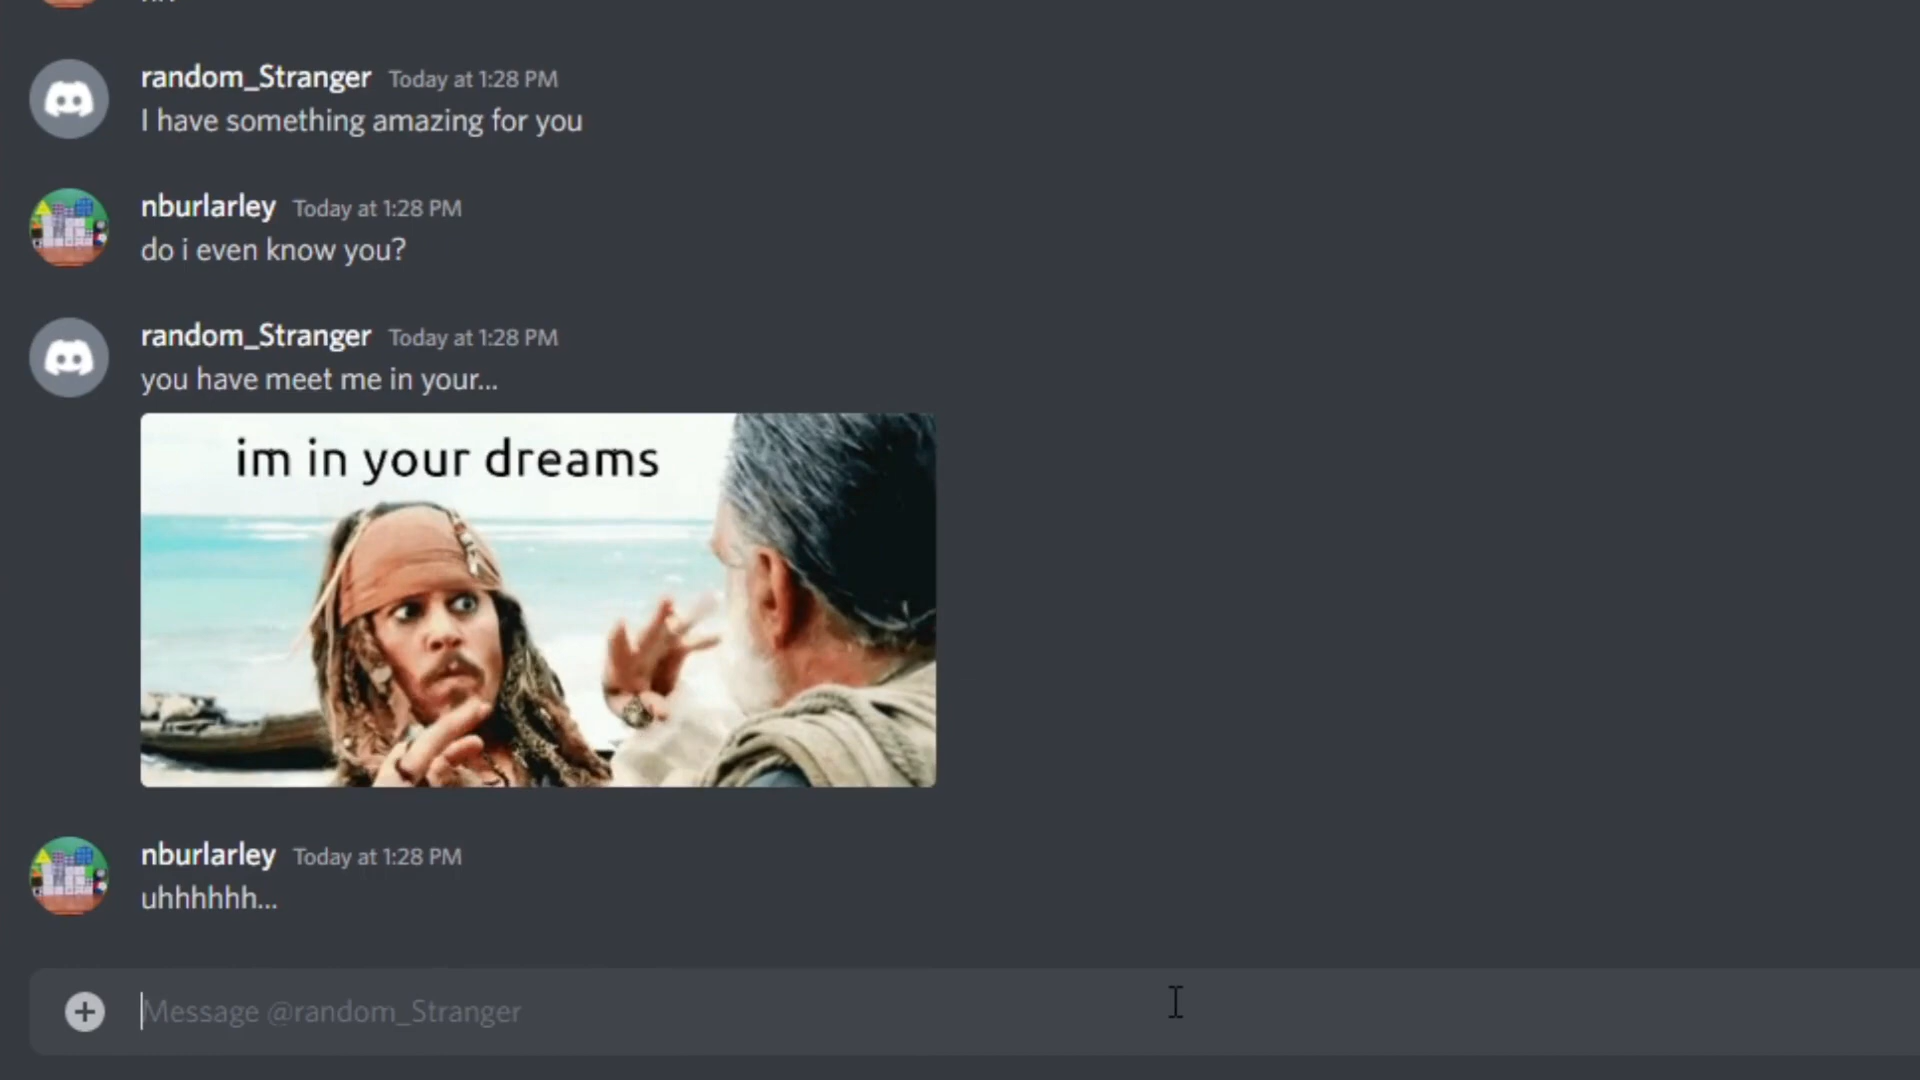 random_Stranger Today at 1:28 PM
I have something amazing for you
nburlarley Today at 1:28 PM
do i even know you?
random_Stranger Today at 1:28 PM
you have meet me in your...
im in your dreams
nburlarley Today at 1:28 PM
uhhhhhh...
Message @random_Stranger